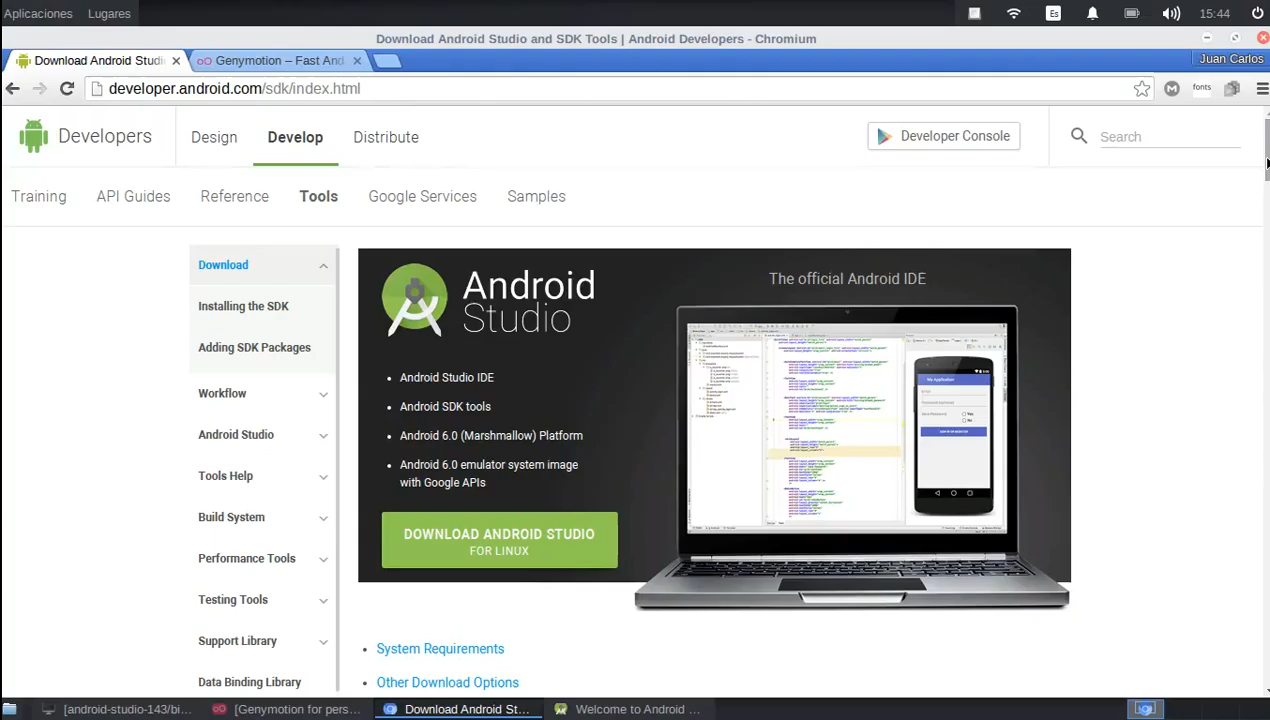 Aplicaciones Lugares Es 15:44
Download Android Studio and SDK Tools | Android Developers - Chromium
Download Android Studi Genymotion – Fast And Juan Carlos
developer.android.com/sdk/index.html fonts
Developers Design Develop Distribute Developer Console Search
Training API Guides Reference Tools Google Services Samples
Download
Installing the SDK
Adding SDK Packages
Workflow
Android Studio
Tools Help
Build System
Performance Tools
Testing Tools
Support Library
Data Binding Library
Android
Studio
The official Android IDE
• Android Studio IDE
• Android SDK tools
• Android 6.0 (Marshmallow) Platform
• Android 6.0 emulator system image
with Google APIs
DOWNLOAD ANDROID STUDIO
FOR LINUX
My Application
• System Requirements
• Other Download Options
[android-studio-143/bi... [Genymotion for pers... Download Android St... Welcome to Android ...